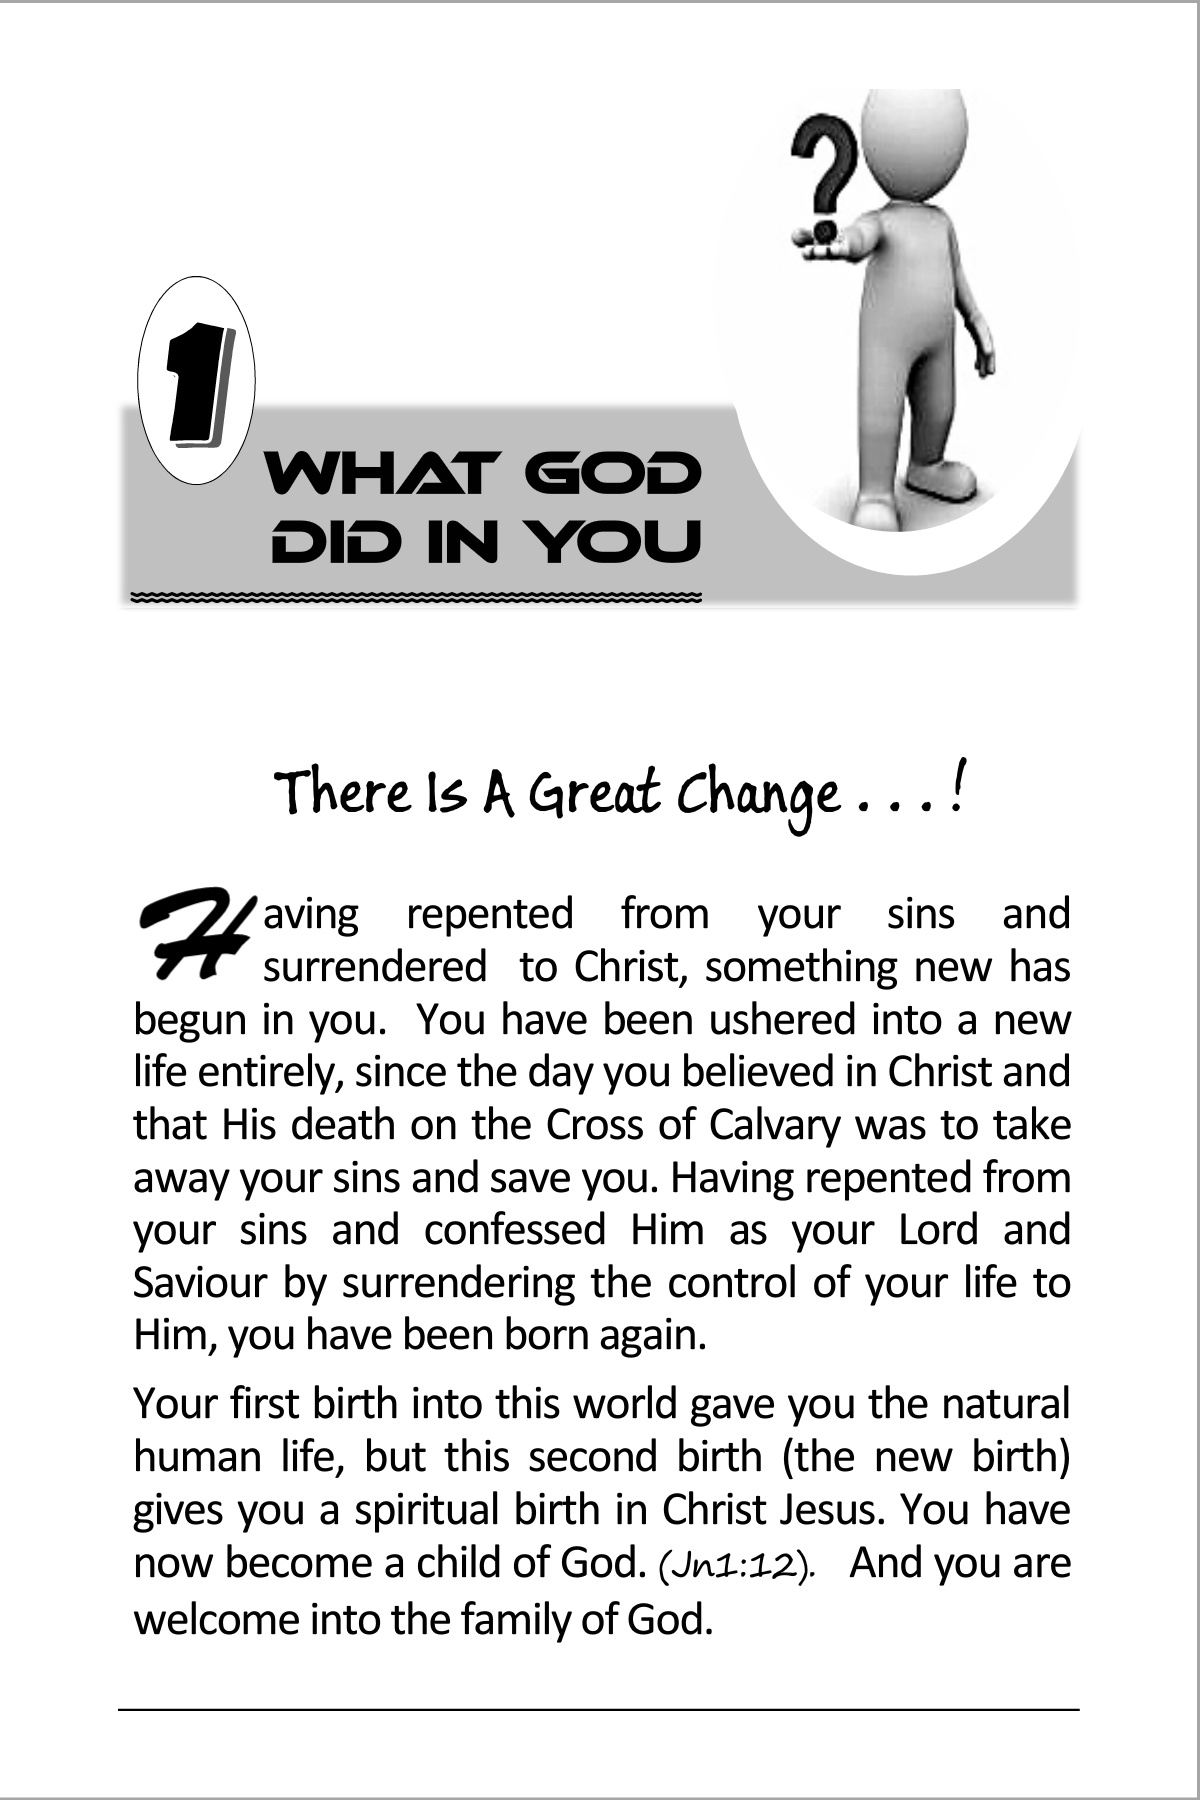 ?
1
WHAT GOD
DID IN YOU
There Is A Great Change . . . !
Having repented from your sins and
surrendered to Christ, something new has
begun in you. You have been ushered into a new
life entirely, since the day you believed in Christ and
that His death on the Cross of Calvary was to take
away your sins and save you. Having repented from
your sins and confessed Him as your Lord and
Saviour by surrendering the control of your life to
Him, you have been born again.
Your first birth into this world gave you the natural
human life, but this second birth (the new birth)
gives you a spiritual birth in Christ Jesus. You have
now become a child of God. (Jn1:12). And you are
welcome into the family of God.